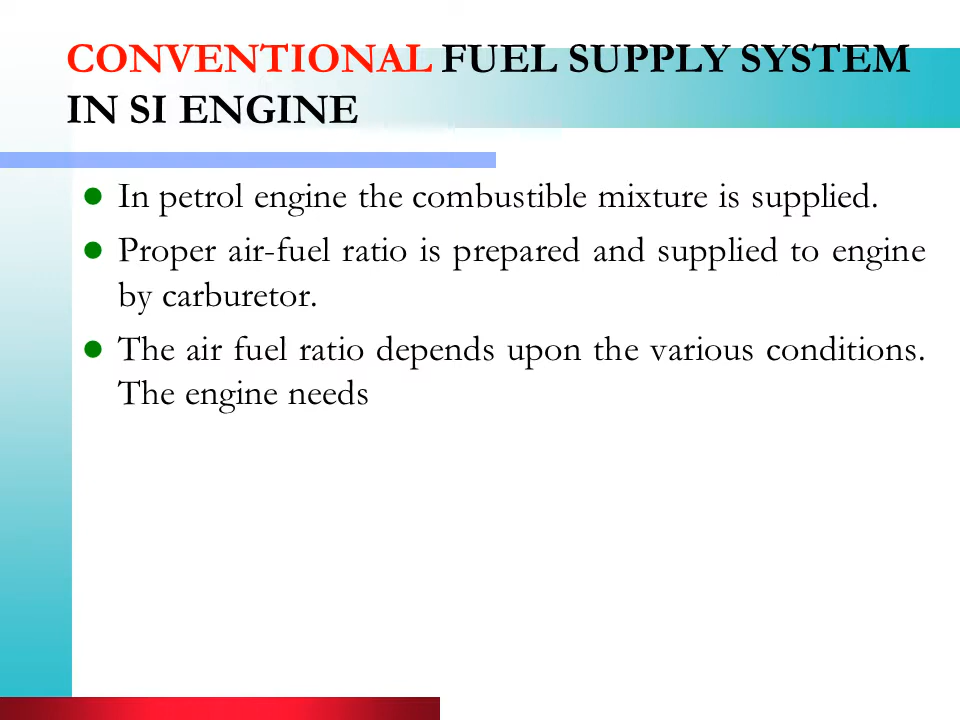 CONVENTIONAL FUEL SUPPLY SYSTEM
IN SI ENGINE
In petrol engine the combustible mixture is supplied.
Proper air-fuel ratio is prepared and supplied to engine
by carburetor.
The air fuel ratio depends upon the various conditions.
The engine needs